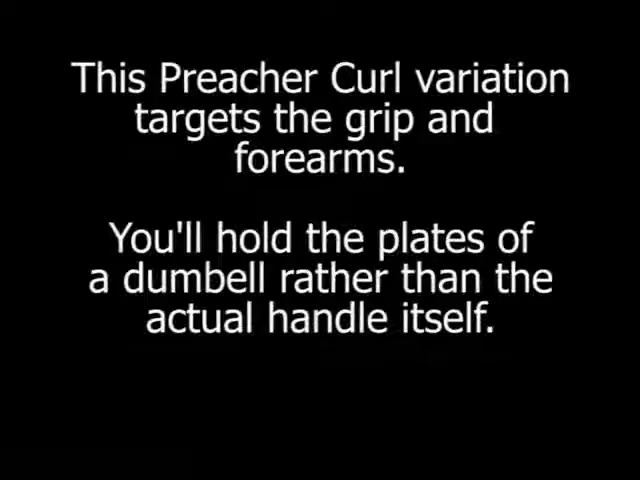 This Preacher Curl variation
targets the grip and
forearms.
You'll hold the plates of
a dumbell rather than the
actual handle itself.